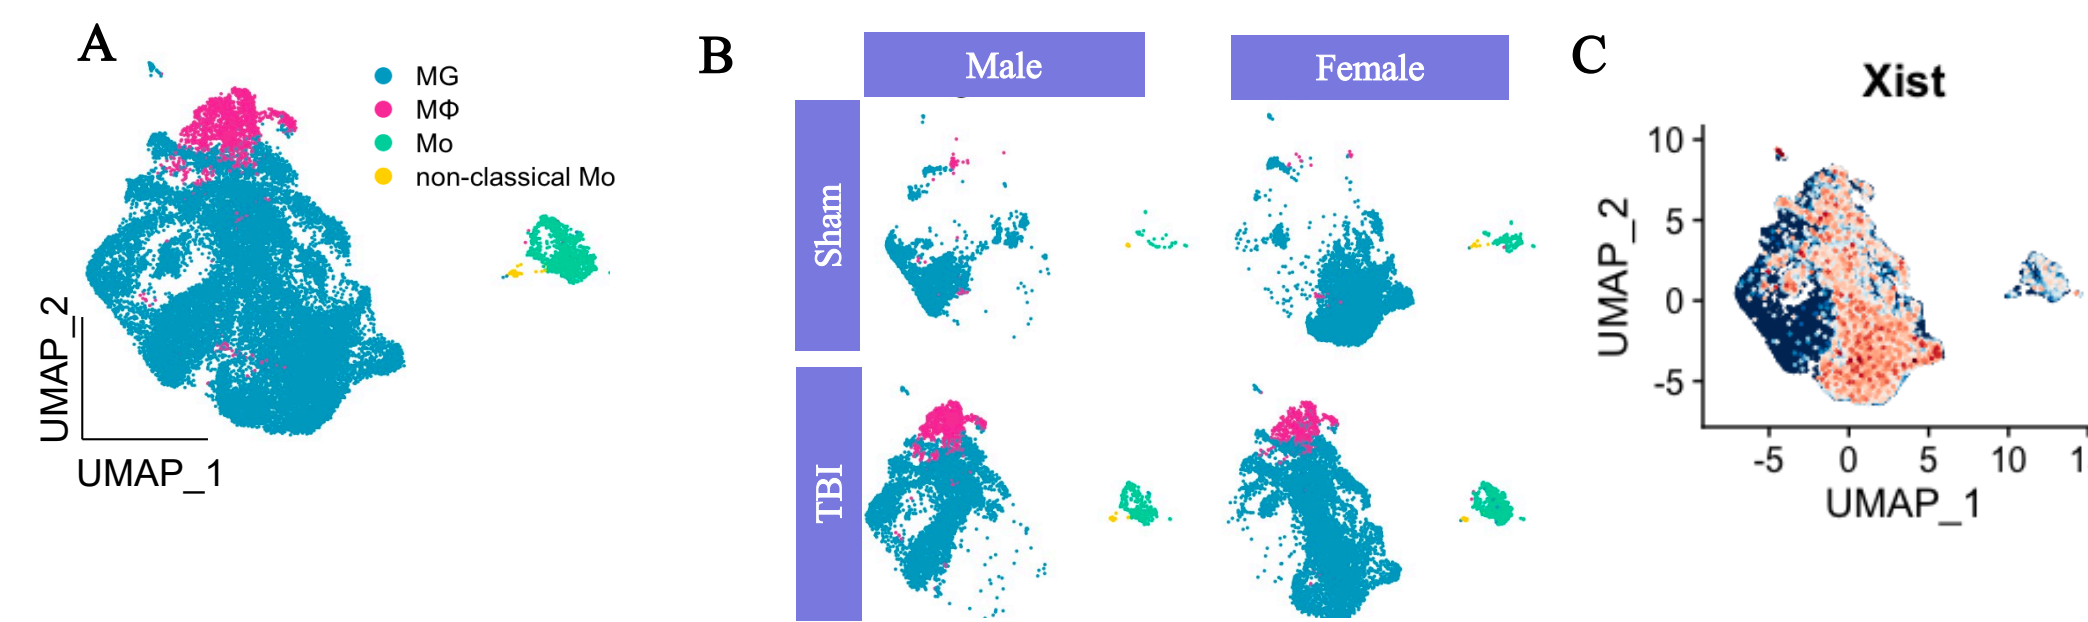 A
MG
MΦ
Mo
non-classical Mo
UMAP_2
UMAP_1
B
Male
Female
Sham
TBI
C
Xist
10
5
0
-5
UMAP_2
-5
0
5
10
1
UMAP_1